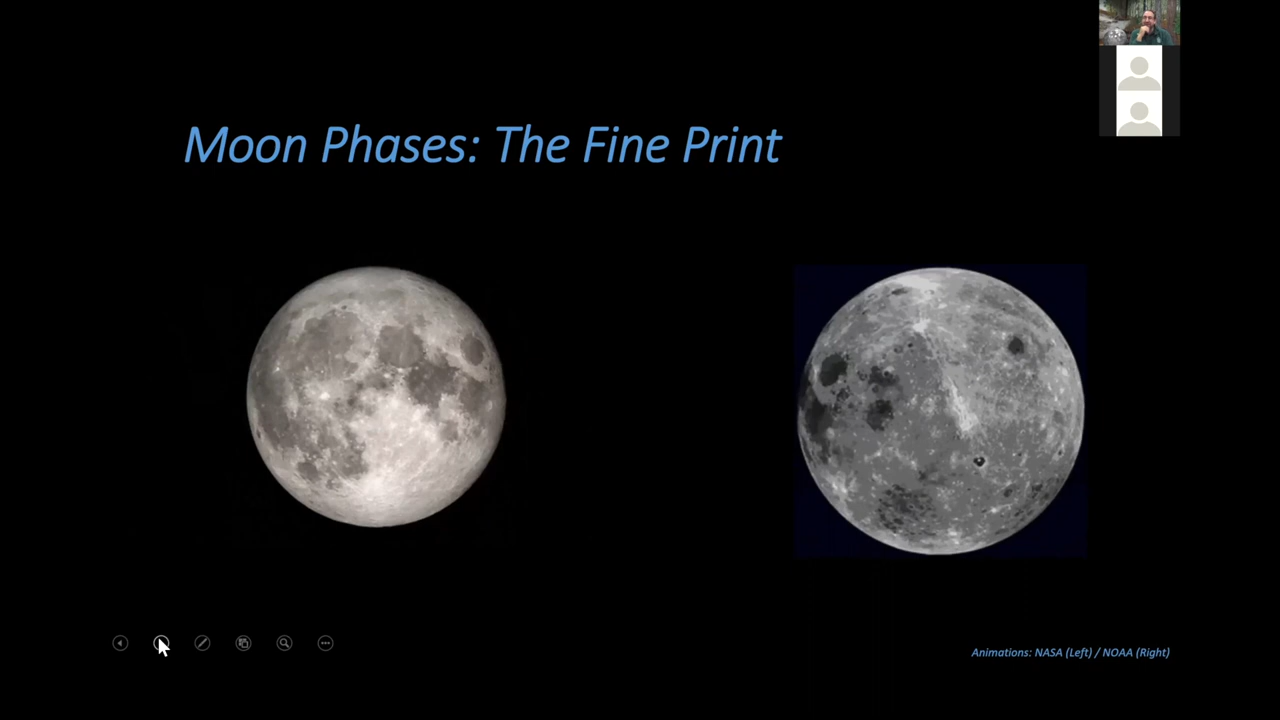 Moon Phases: The Fine Print
Animations: NASA (Left) / NOAA (Right)